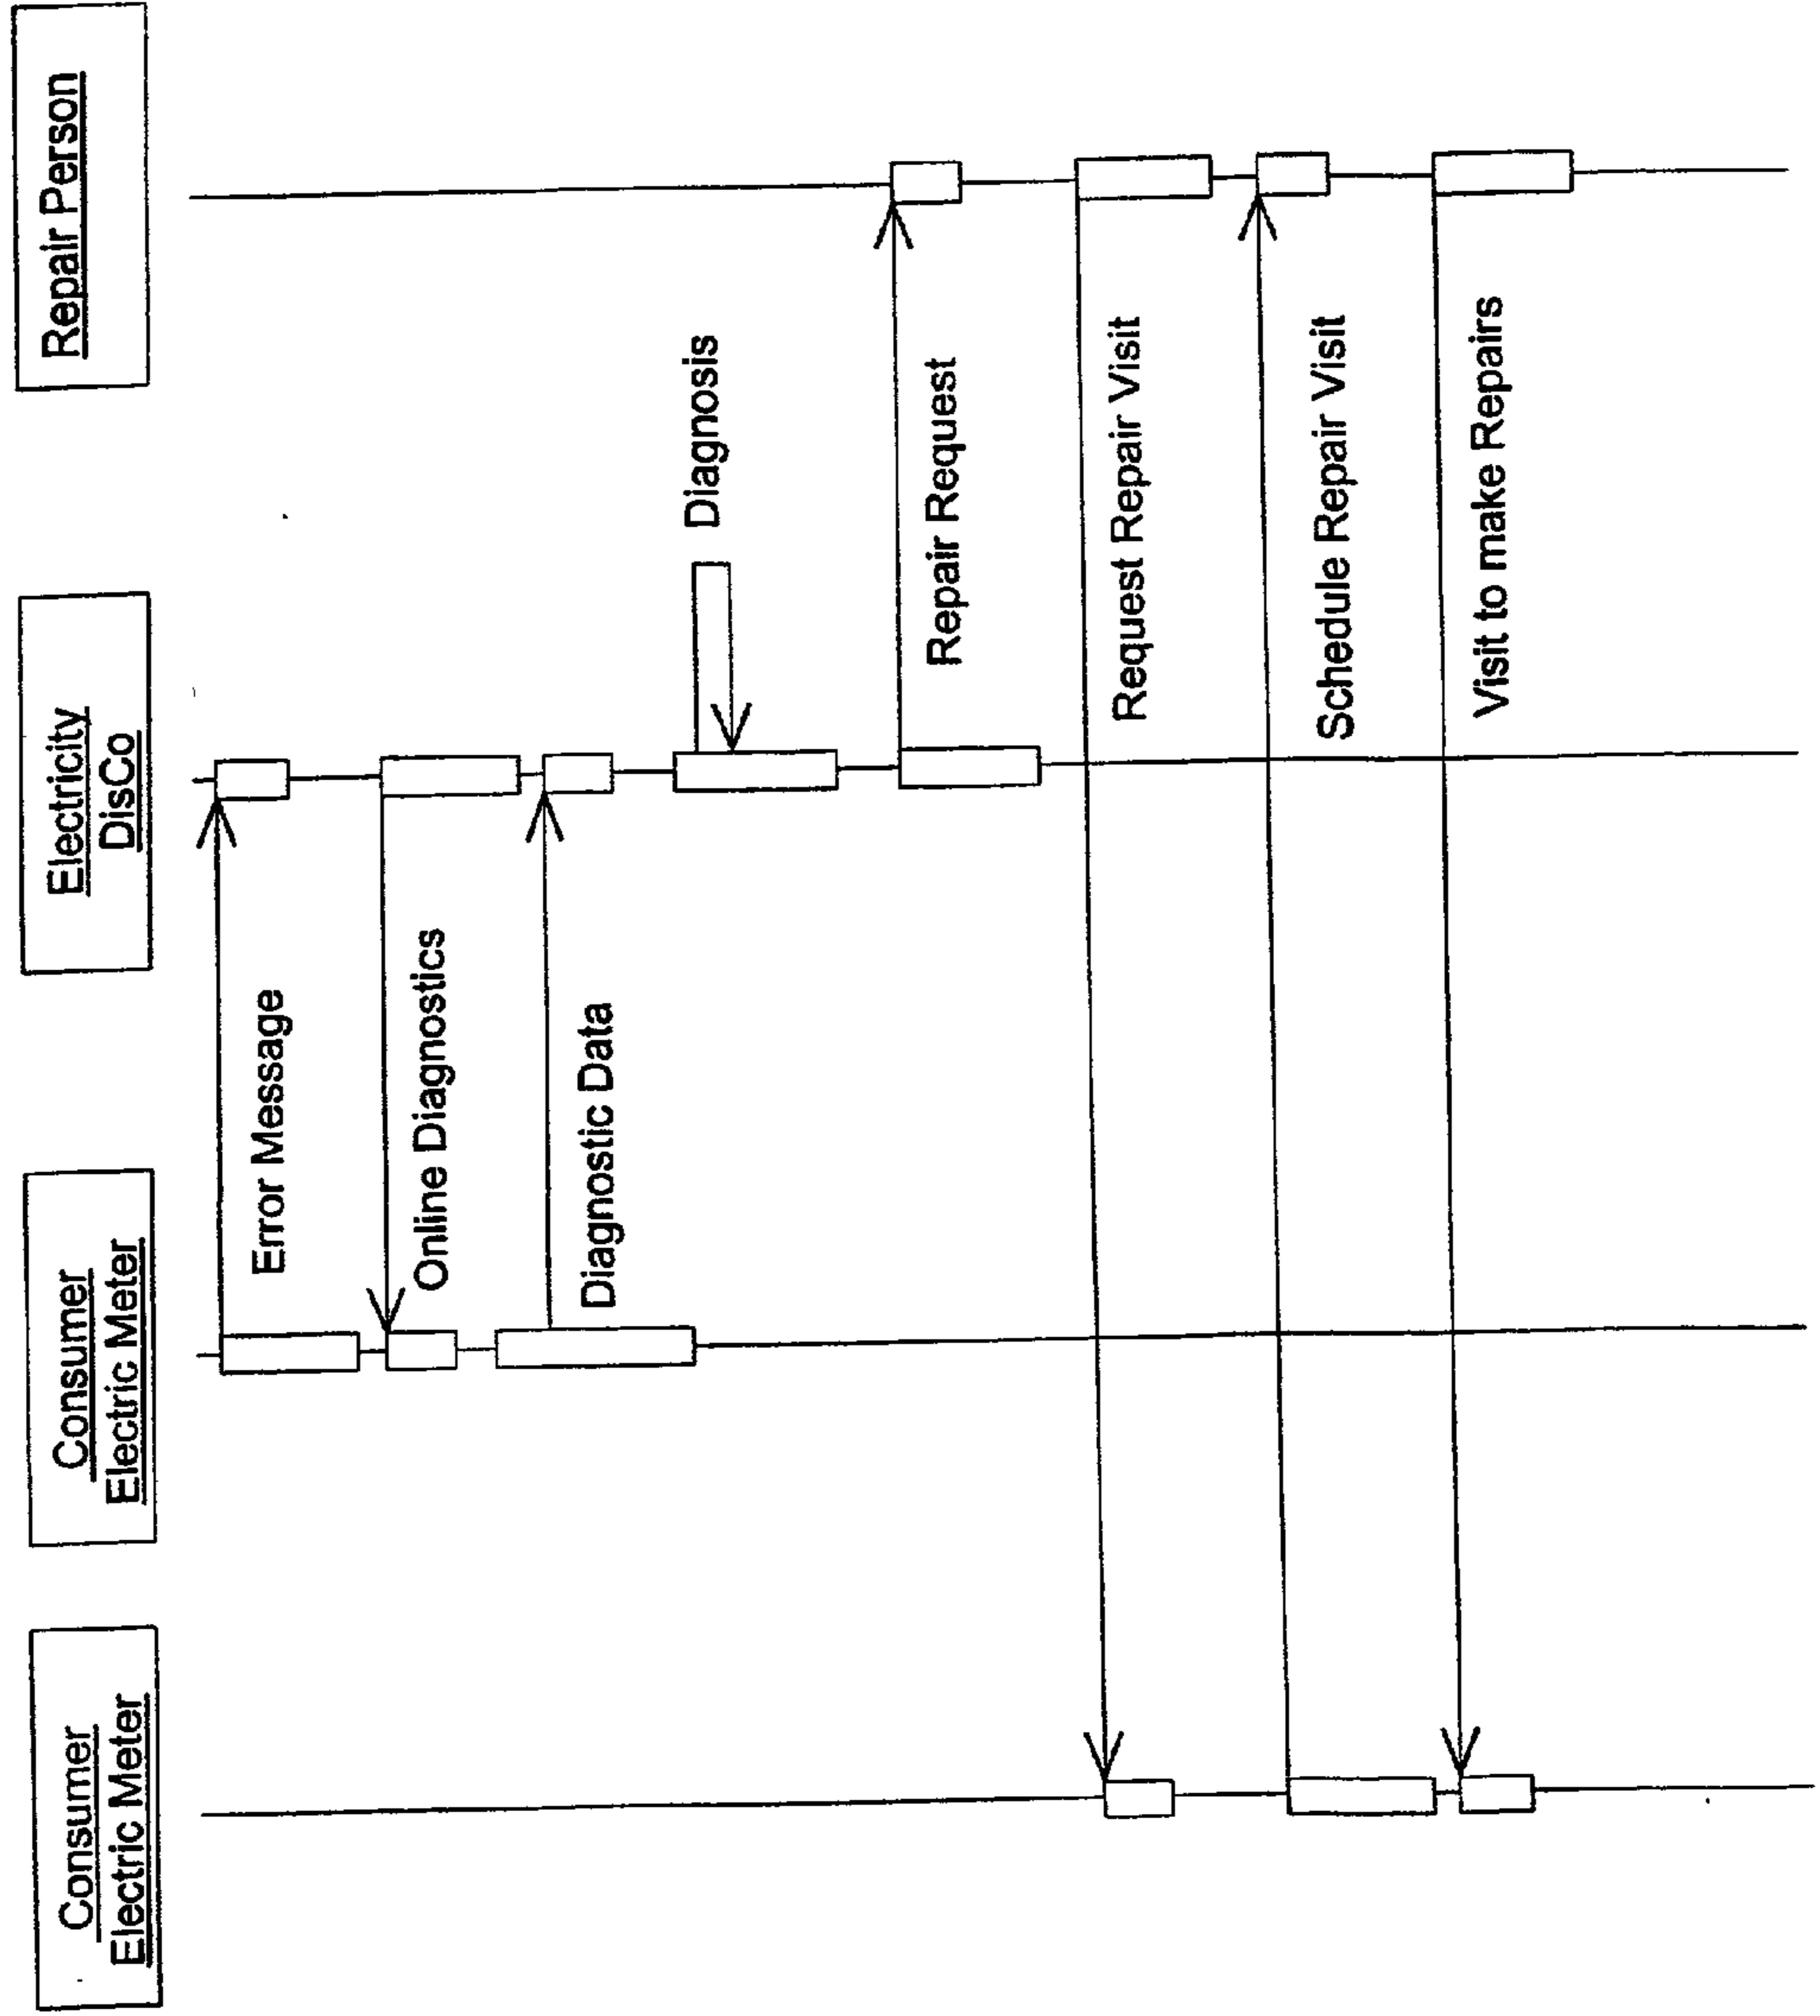 Consumer
Electric Meter
Consumer
Electric Meter
Electricity
DisCo
Repair Person
Error Message
Online Diagnostics
Diagnostic Data
Diagnosis
Repair Request
Request Repair Visit
Schedule Repair Visit
Visit to make Repairs